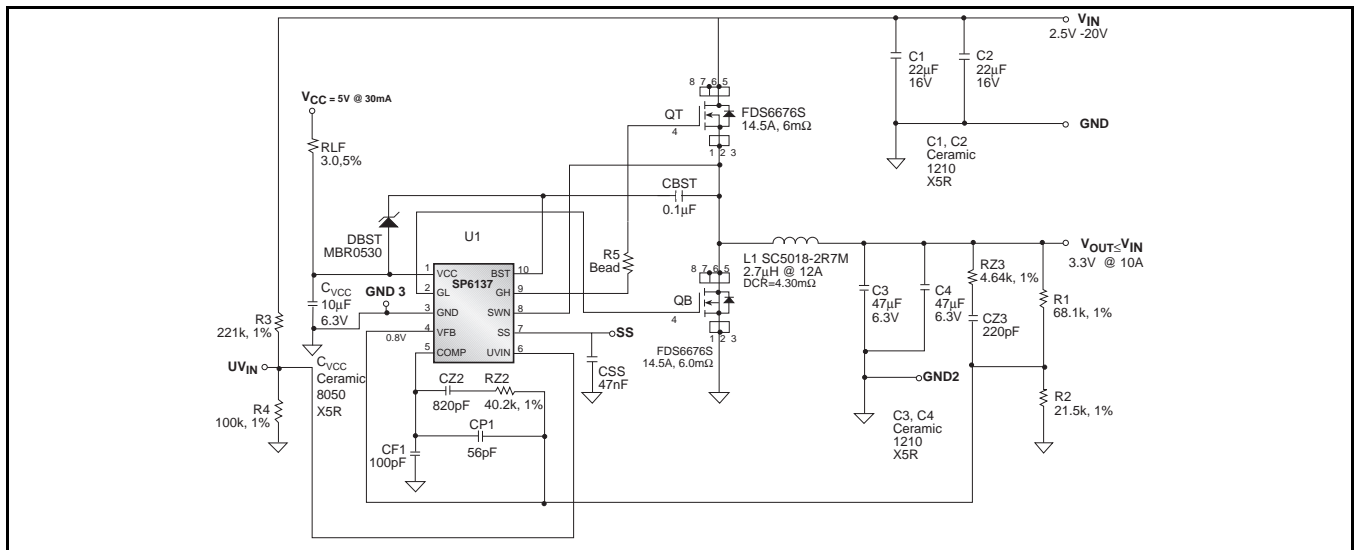 VIN
2.5V -20V
C1
22µF
16V
C2
22µF
16V
GND
C1, C2
Ceramic
1210
X5R
8 7 6 5
QT
4
FDS6676S
14.5A, 6mΩ
1 2 3
VCC = 5V @ 30mA
RLF
3.0,5%
CBST
0.1µF
DBST
MBR0530
U1
R5
Bead
SP6137
1 VCC
2 GL
3 GND
4 VFB
5 COMP
BST 10
GH 9
SWN 8
SS 7
UVIN 6
0.8V
GND 3
CVCC
10µF
6.3V
R3
221k, 1%
UVIN
CVCC
Ceramic
8050
X5R
R4
100k, 1%
SS
CSS
47nF
CZ2
820pF
RZ2
40.2k, 1%
CP1
56pF
CF1
100pF
8 7 6 5
QB
4
1 2 3
FDS6676S
14.5A, 6.0mΩ
L1 SC5018-2R7M
2.7µH @ 12A
DCR=4.30mΩ
VOUT≤VIN
3.3V @ 10A
C3
47µF
6.3V
C4
47µF
6.3V
RZ3
4.64k, 1%
CZ3
220pF
R1
68.1k, 1%
GND2
R2
21.5k, 1%
C3, C4
Ceramic
1210
X5R